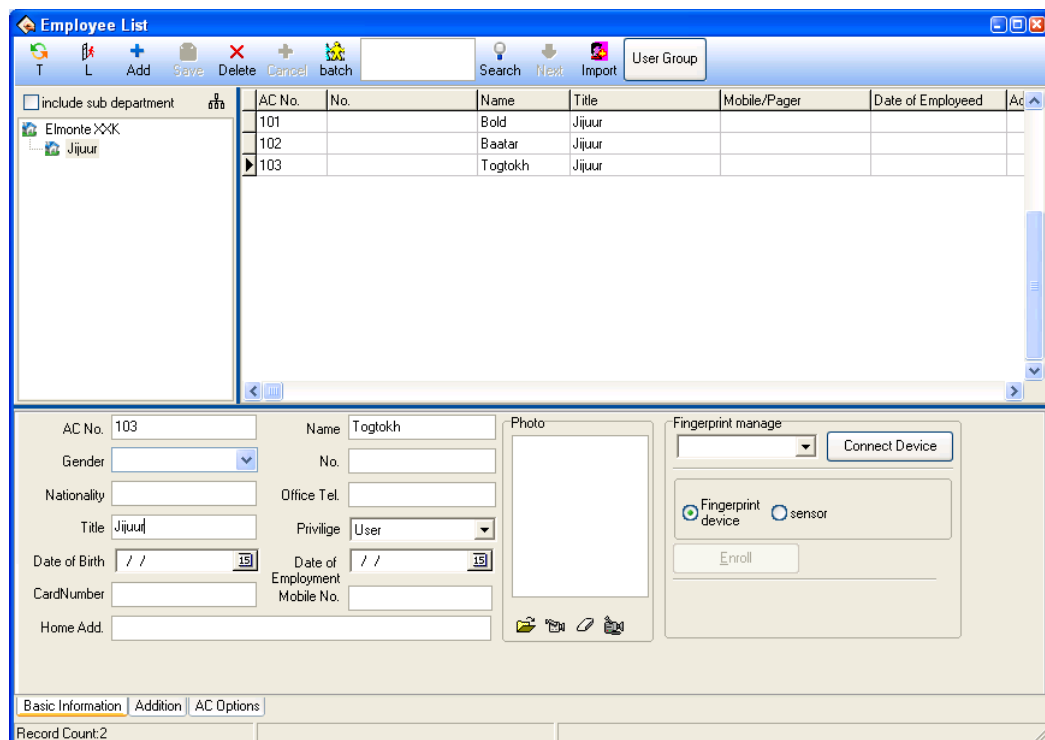 Employee List
T L Add Save Delete Cancel batch Search Next Import User Group
include sub department
Elmonte XXK
Jijuur
AC No. No. Name Title Mobile/Pager Date of Employeed Ad
101 Bold Jijuur
102 Baatar Jijuur
103 Togtokh Jijuur
AC No. 103 Name Togtokh
Gender No.
Nationality Office Tel.
Title Jijuur Privilige User
Date of Birth / / 15 Date of Employment / / 15
CardNumber Mobile No.
Home Add.
Photo
Fingerprint manage
Connect Device
Fingerprint device sensor
Enroll
Basic Information Addition AC Options
Record Count:2